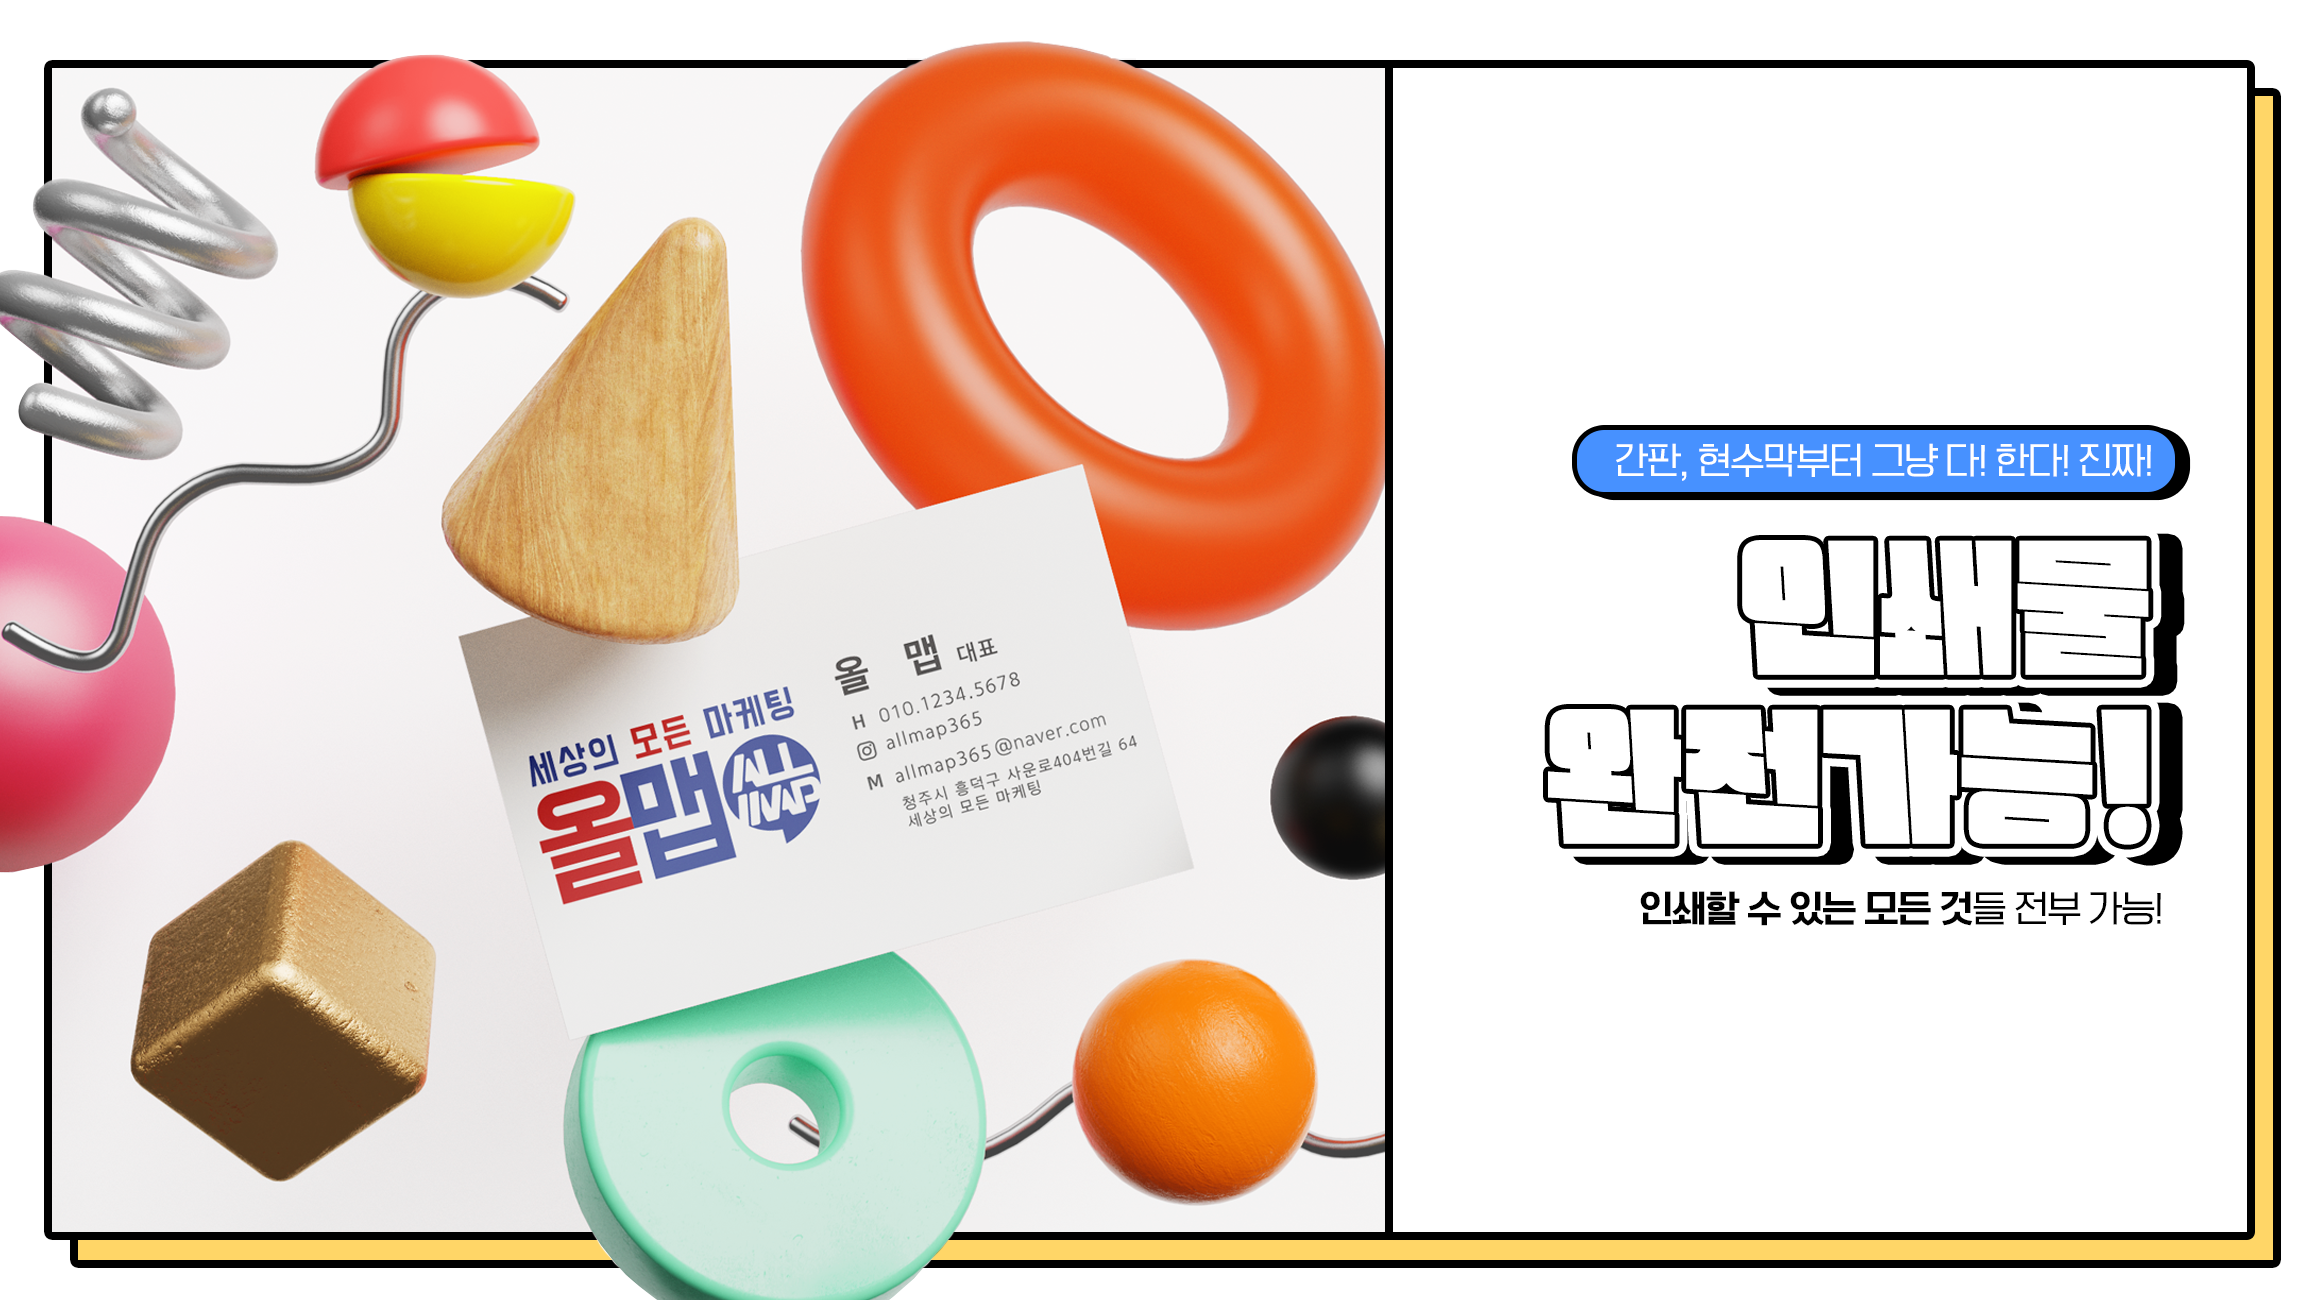 세상의 모든 마케팅
올맵
ALL
MAP
올 맵 대표
H 010.1234.5678
allmap365
M allmap365@naver.com
청주시 흥덕구 사운로404번길 64
세상의 모든 마케팅
간판, 현수막부터 그냥 다! 한다! 진짜!
인쇄물
완전가능!
인쇄할 수 있는 모든 것들 전부 가능!